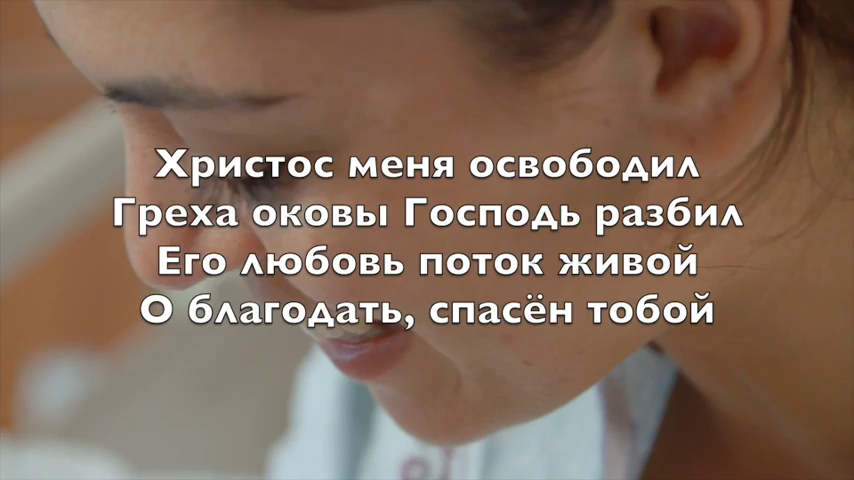 Христос меня освободил
Греха оковы Господь разбил
Его любовь поток живой
О благодать, спасён тобой